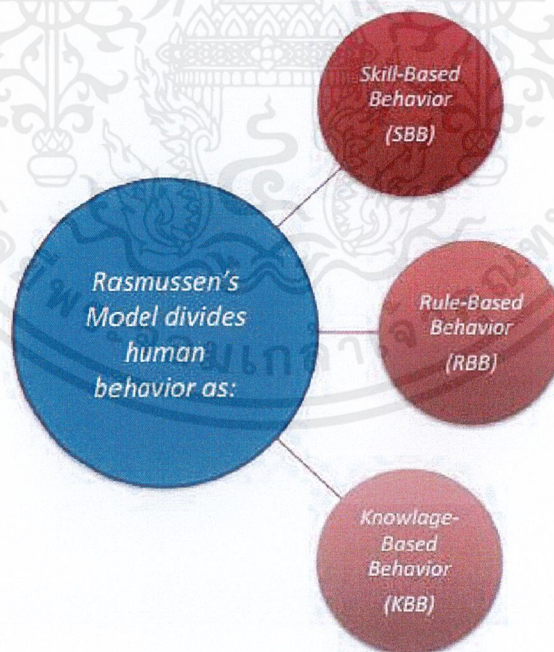 Skill-Based
Behavior
(SBB)
Rasmussen's
Model divides
human
behavior as:
Rule-Based
Behavior
(RBB)
Knowlage-
Based
Behavior
(KBB)